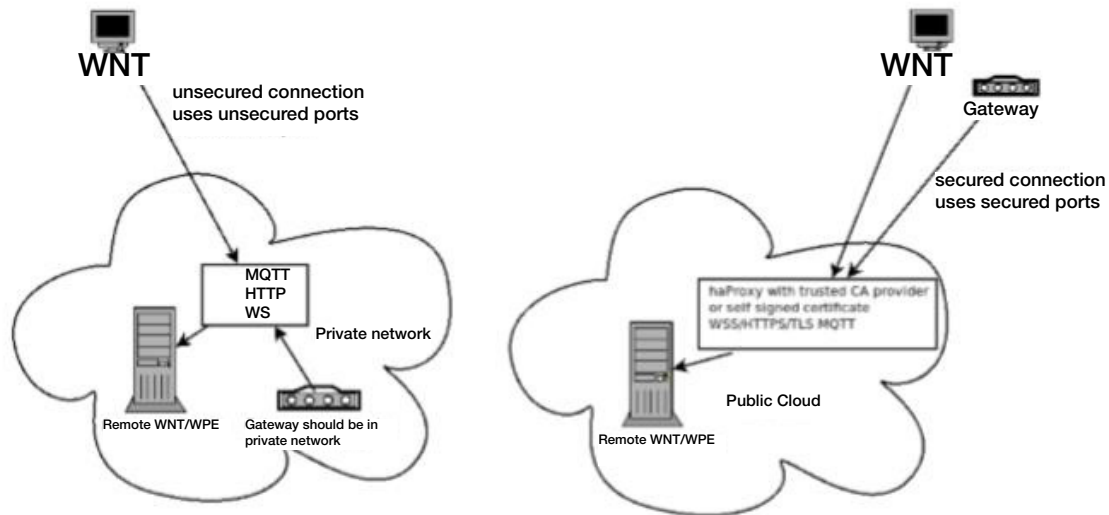 WNT
unsecured connection
uses unsecured ports
MQTT
HTTP
WS
Private network
Remote WNT/WPE
Gateway should be in
private network
WNT
Gateway
secured connection
uses secured ports
haProxy with trusted CA provider
or self signed certificate
WSS/HTTPS/TLS MQTT
Public Cloud
Remote WNT/WPE